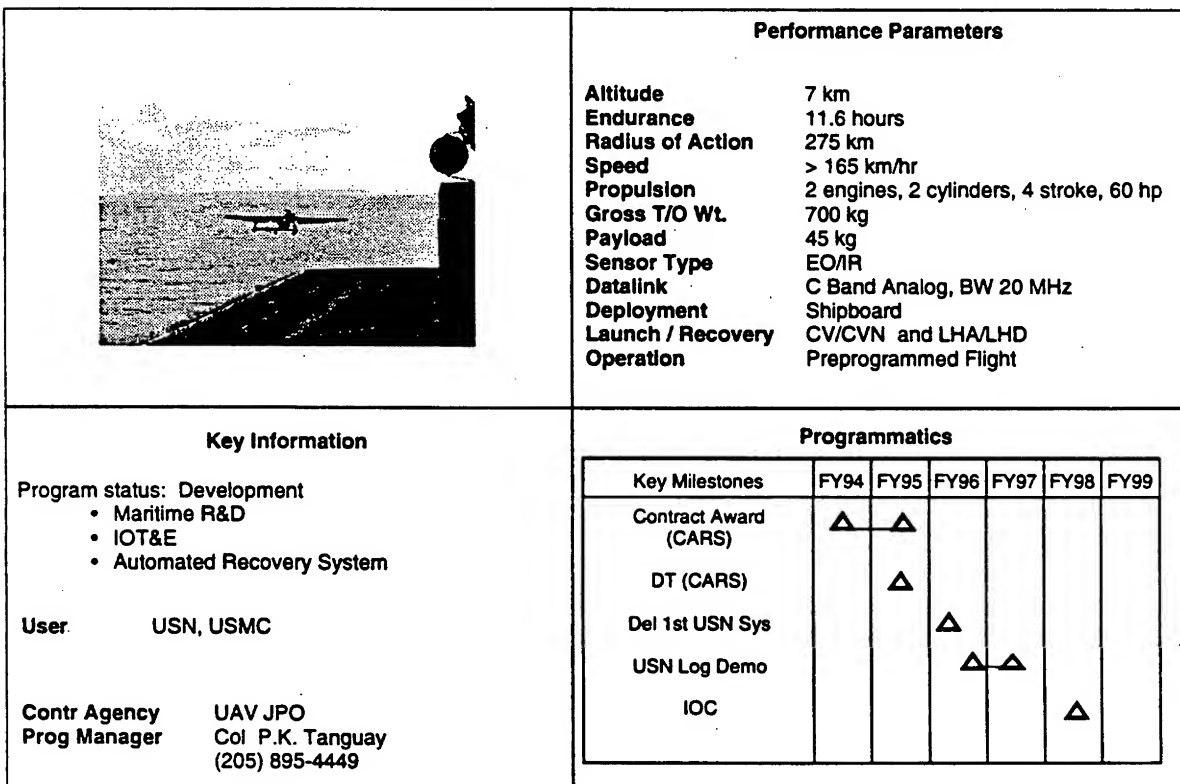 Performance Parameters
Altitude 7 km
Endurance 11.6 hours
Radius of Action 275 km
Speed > 165 km/hr
Propulsion 2 engines, 2 cylinders, 4 stroke, 60 hp
Gross T/O Wt. 700 kg
Payload 45 kg
Sensor Type EO/IR
Datalink C Band Analog, BW 20 MHz
Deployment Shipboard
Launch / Recovery CV/CVN and LHA/LHD
Operation Preprogrammed Flight
Key Information
Program status: Development
• Maritime R&D
• IOT&E
• Automated Recovery System
User USN, USMC
Contr Agency UAV JPO
Prog Manager Col P.K. Tanguay
(205) 895-4449
Programmatics
Key Milestones FY94 FY95 FY96 FY97 FY98 FY99
Contract Award
(CARS)
DT (CARS)
Del 1st USN Sys
USN Log Demo
IOC